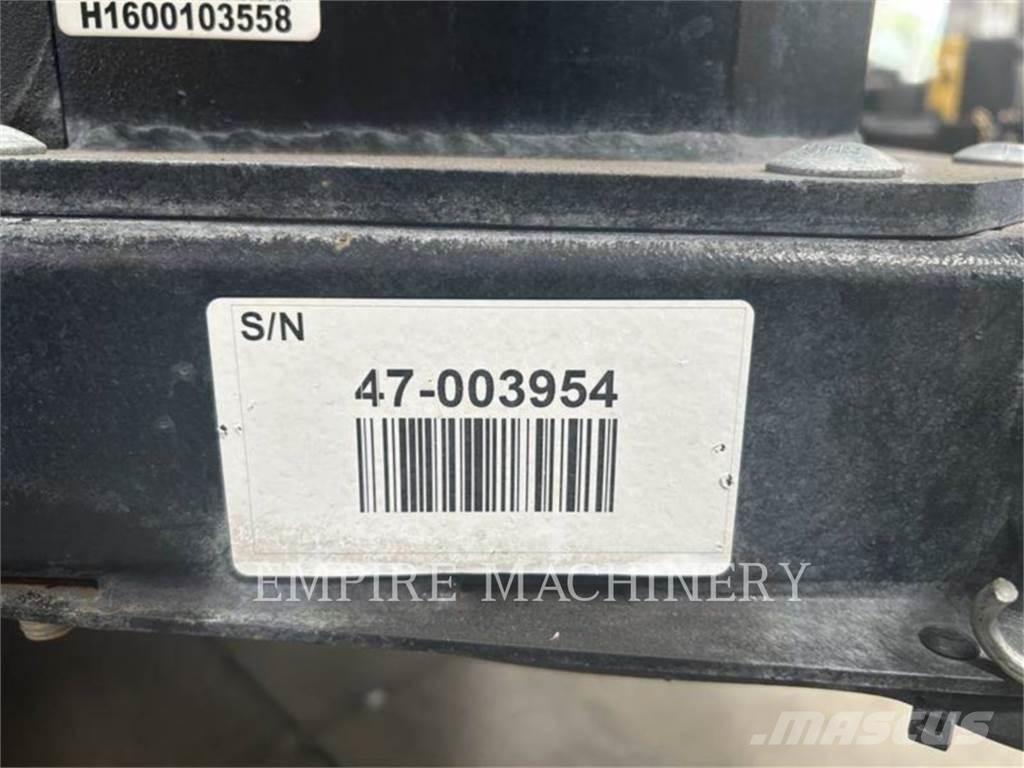 H1600103558
S/N
47-003954
EMPIRE MACHINERY
MASCUS